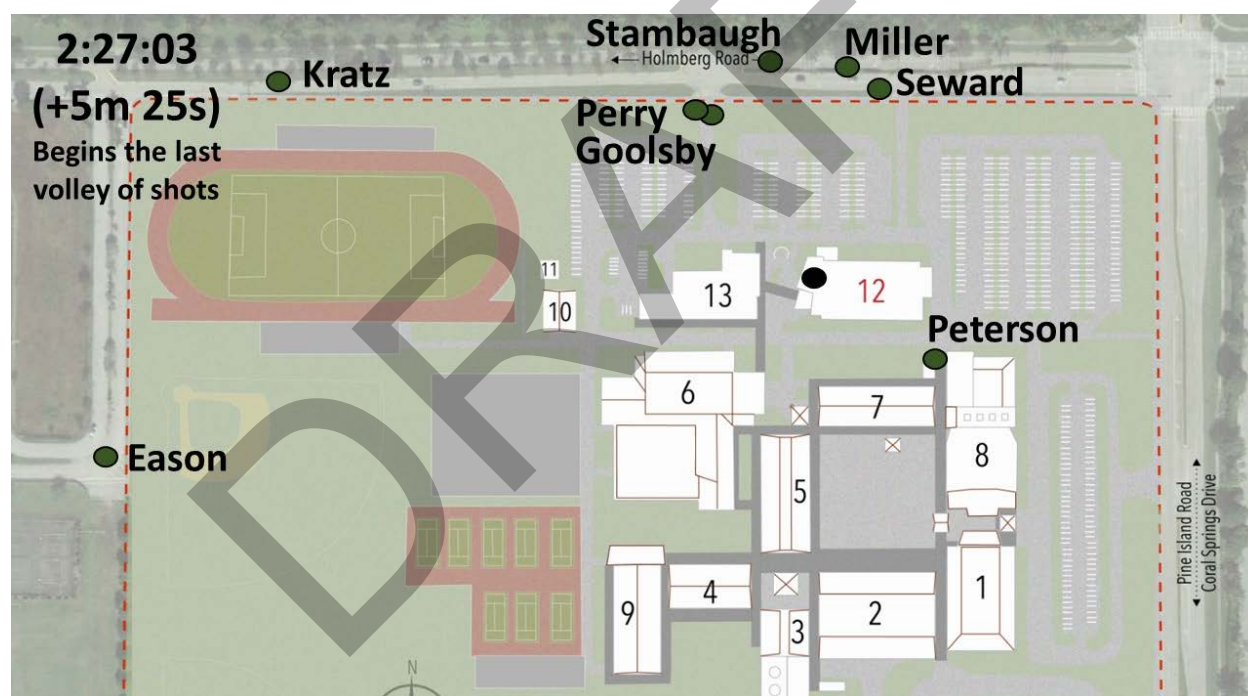 2:27:03
(+5m 25s)
Begins the last
volley of shots
Kratz
Stambaugh
Holmberg Road
Miller
Seward
Perry
Goolsby
11
10
13
12
Peterson
6
7
8
5
Eason
Pine Island Road
Coral Springs Drive
9
4
3
2
1
N
DRAF